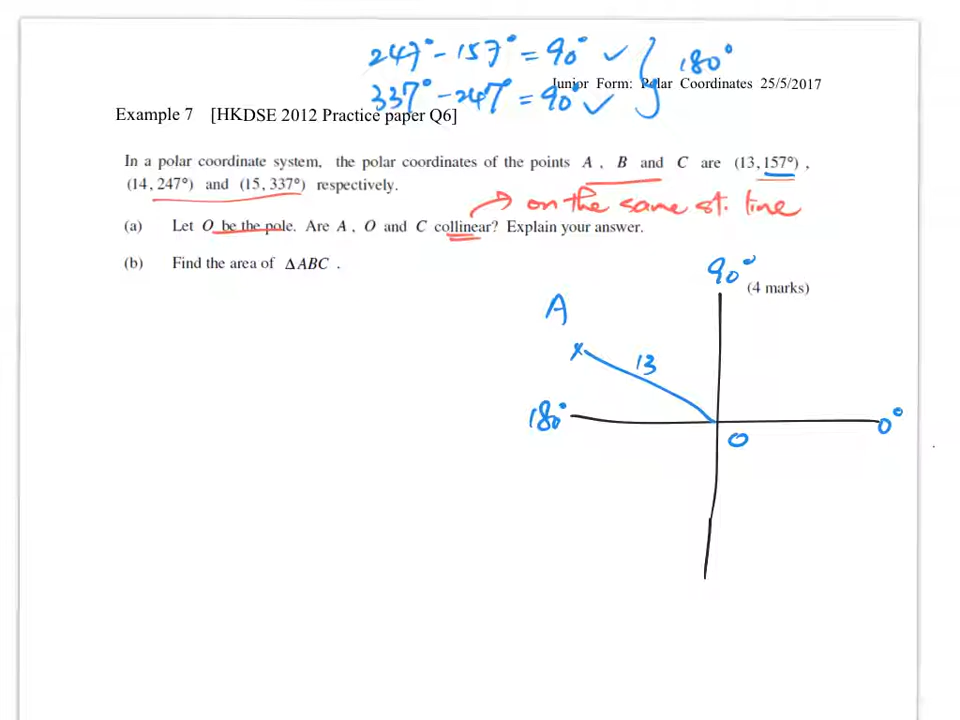 247° - 157° = 90° ✓ } 180°
Junior Form: Polar Coordinates 25/5/2017
337° - 247° = 90° ✓
Example 7 [HKDSE 2012 Practice paper Q6]
In a polar coordinate system, the polar coordinates of the points A, B and C are (13, 157°),
(14, 247°) and (15, 337°) respectively.
→ on the same st. line
(a) Let O be the pole. Are A, O and C collinear? Explain your answer.
(b) Find the area of ΔABC.
90°
(4 marks)
A
13
180°
0°
O